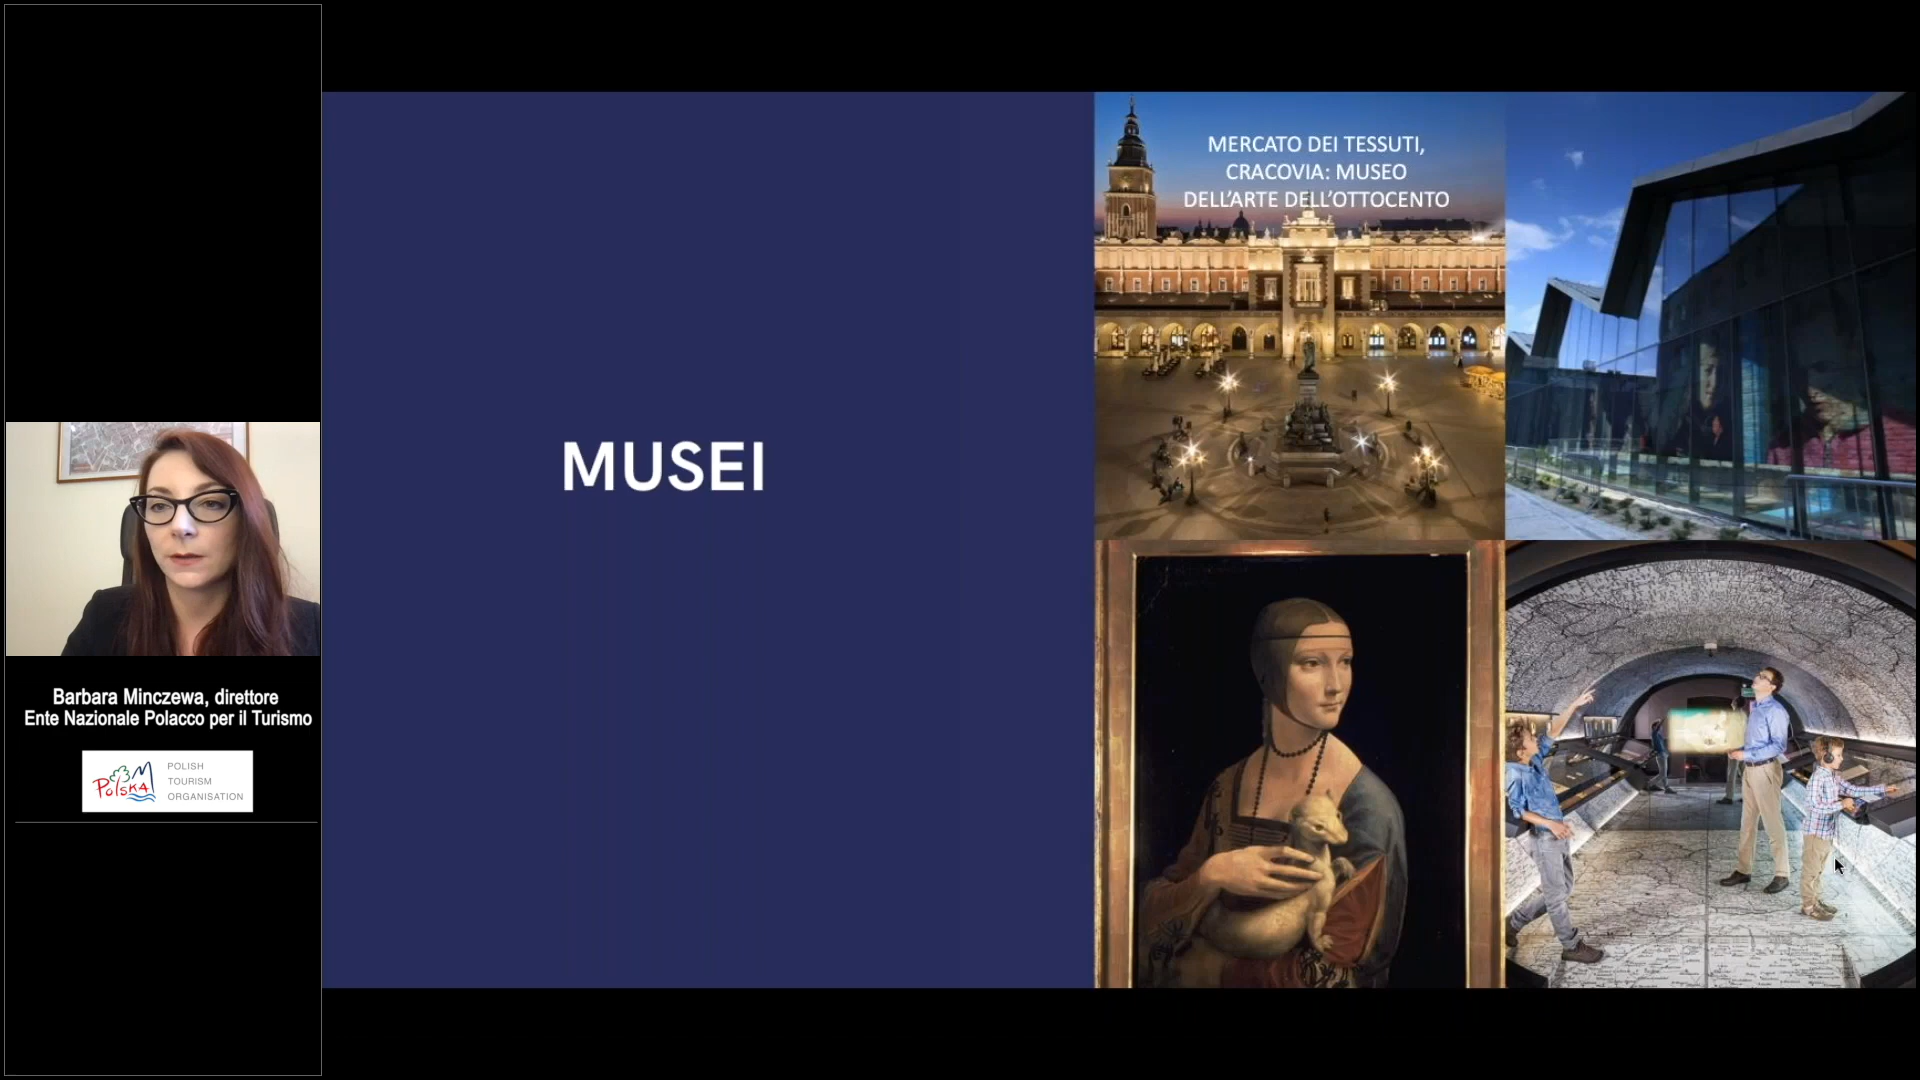 MERCATO DEI TESSUTI,
CRACOVIA: MUSEO
DELL'ARTE DELL'OTTOCENTO
MUSEI
Barbara Minczewa, direttore
Ente Nazionale Polacco per il Turismo
POLSKA
POLISH
TOURISM
ORGANISATION